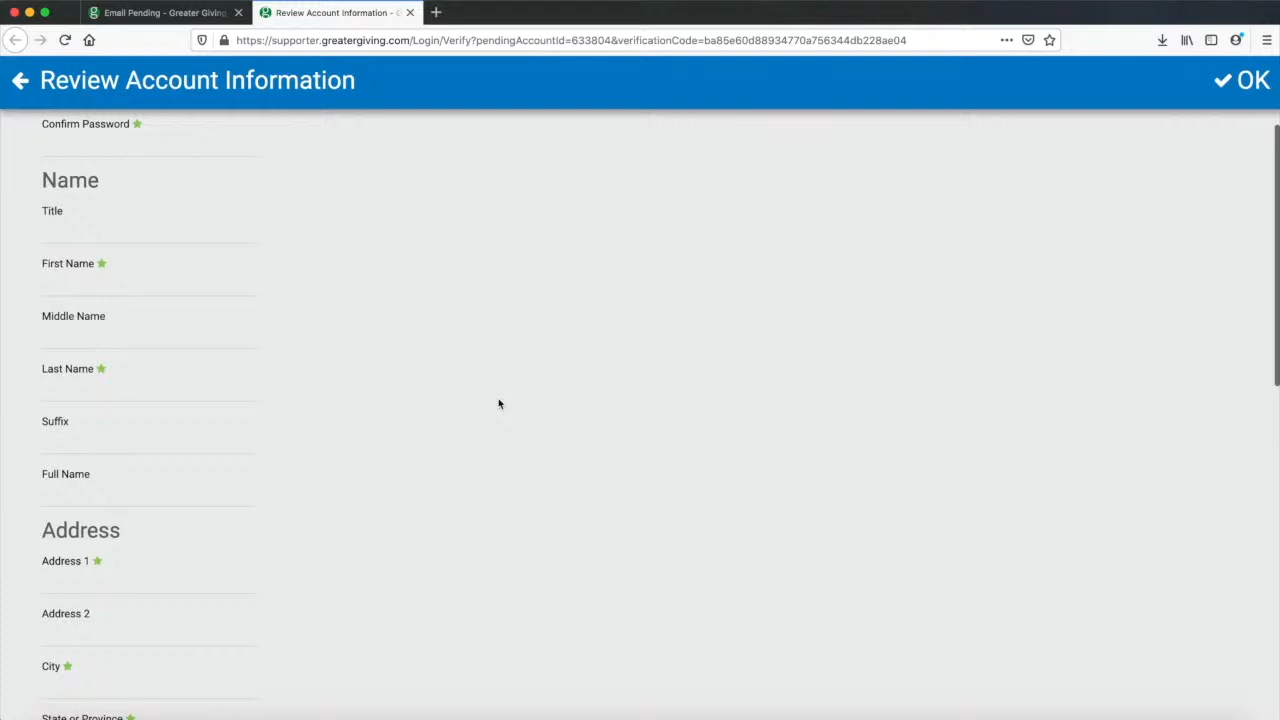 Email Pending - Greater Giving
Review Account Information -
https://supporter.greatergiving.com/Login/Verify?pendingAccountId=633804&verificationCode=ba85e60d88934770a756344db228ae04
Review Account Information
OK
Confirm Password
Name
Title
First Name
Middle Name
Last Name
Suffix
Full Name
Address
Address 1
Address 2
City
State or Province